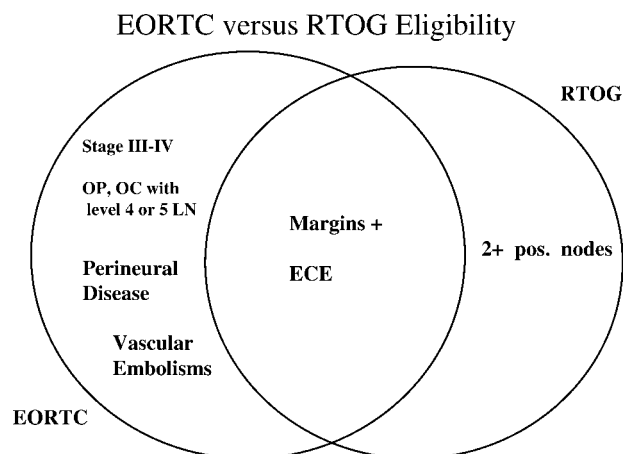 EORTC versus RTOG Eligibility
RTOG
Stage III-IV
OP, OC with
level 4 or 5 LN
Margins +
2+ pos. nodes
Perineural
Disease
ECE
Vascular
Embolisms
EORTC